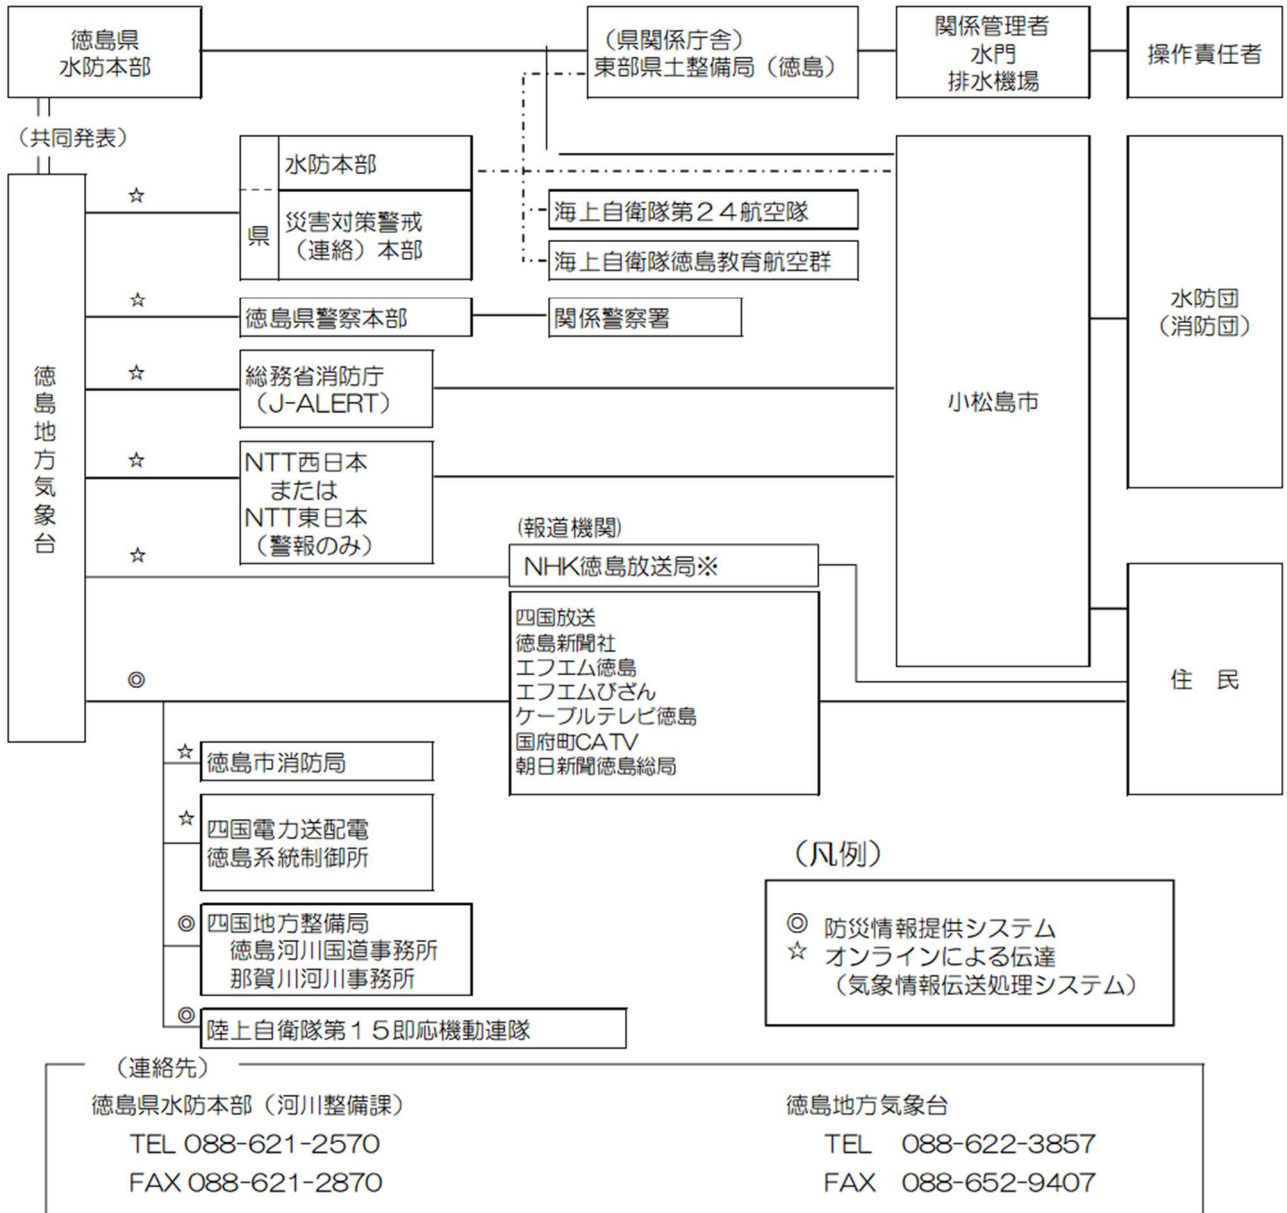 徳島県
水防本部
（県関係庁舎）
東部県土整備局（徳島）
関係管理者
水門
排水機場
操作責任者
（共同発表）
徳島地方気象台
☆
県
水防本部
災害対策警戒
（連絡）本部
海上自衛隊第２４航空隊
海上自衛隊徳島教育航空群
☆
徳島県警察本部
関係警察署
☆
総務省消防庁
（J-ALERT）
☆
NTT西日本
または
NTT東日本
（警報のみ）
小松島市
水防団
（消防団）
住　民
(報道機関)
☆
NHK徳島放送局※
◎
四国放送
徳島新聞社
エフエム徳島
エフエムびざん
ケーブルテレビ徳島
国府町CATV
朝日新聞徳島総局
☆ 徳島市消防局
☆ 四国電力送配電
徳島系統制御所
◎ 四国地方整備局
徳島河川国道事務所
那賀川河川事務所
◎ 陸上自衛隊第１５即応機動連隊
（凡例）
◎ 防災情報提供システム
☆ オンラインによる伝達
（気象情報伝送処理システム）
（連絡先）
徳島県水防本部（河川整備課）
TEL 088-621-2570
FAX 088-621-2870
徳島地方気象台
TEL 088-622-3857
FAX 088-652-9407